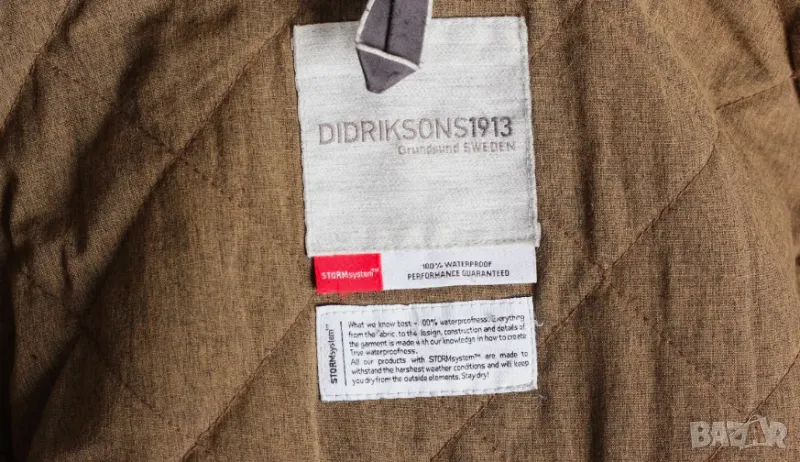 DIDRIKSONS1913
Grundsund SWEDEN
STORMsystem™
100% WATERPROOF
PERFORMANCE GUARANTEED
STORMsystem™
What we know best - 100% waterproofness. Everything
from the fabric, to the design, construction and details of
the garment is made with our knowledge in how to create
True waterproofness.
All our products with STORMsystem™ are made to
withstand the harshest weather conditions and will keep
you dry from the outside elements. Stay dry!
BAZAR